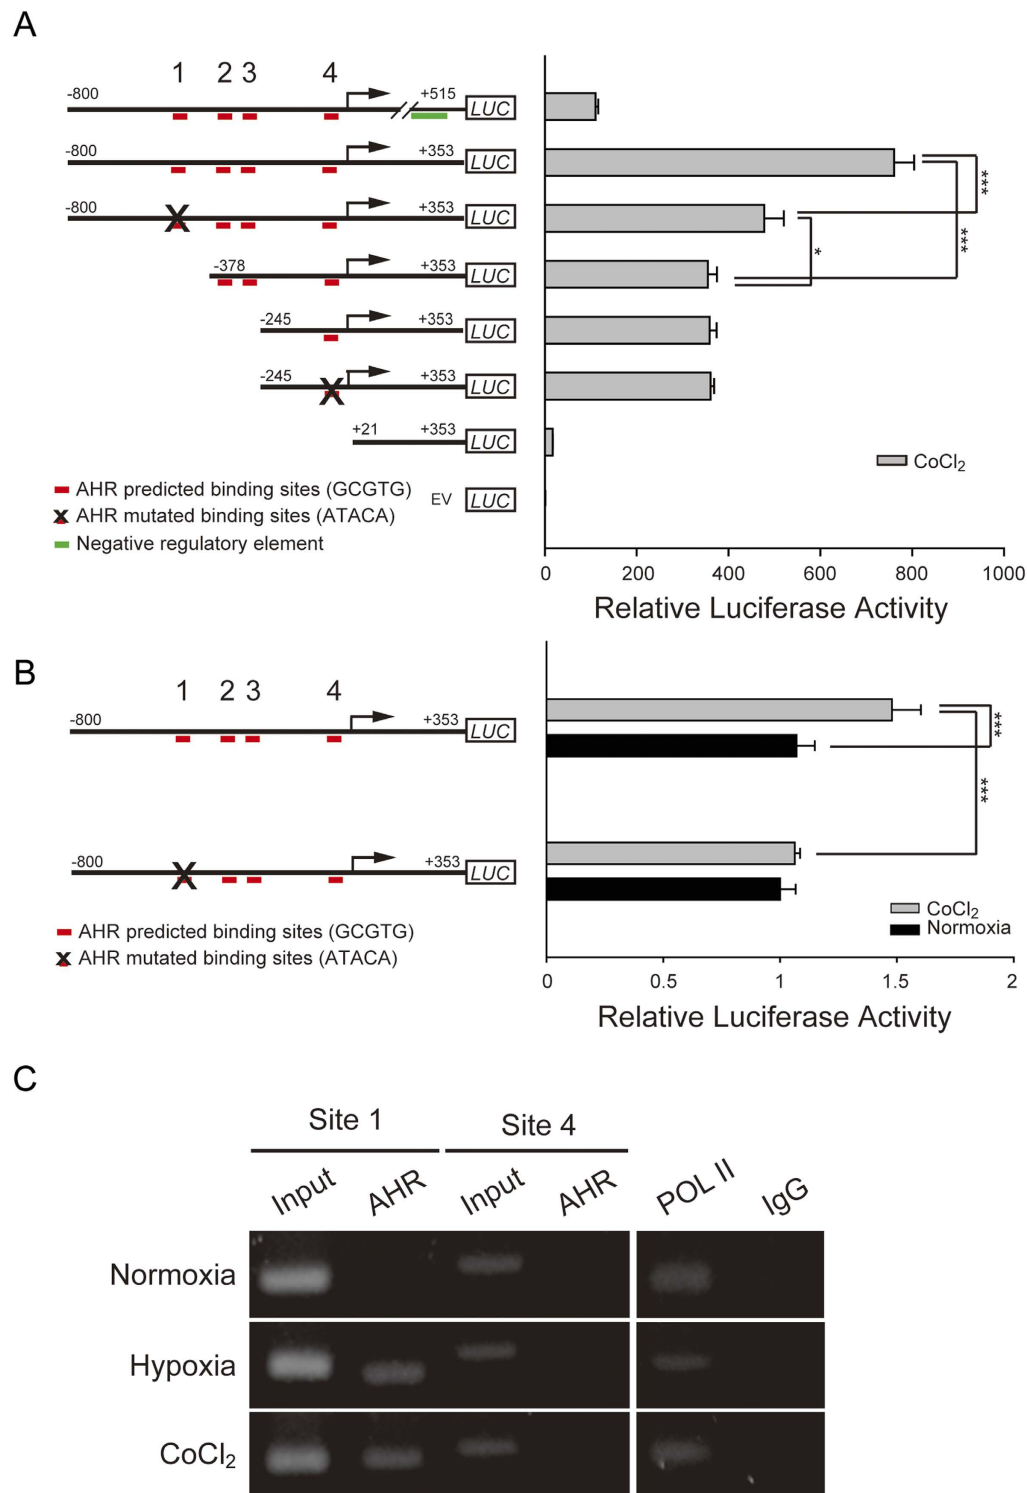 A
1 2 3 4
-800 +515 LUC
-800 +353 LUC
-800 X +353 LUC
-378 +353 LUC
-245 +353 LUC
-245 X +353 LUC
+21 +353 LUC
EV LUC
***
***
*
CoCl2
AHR predicted binding sites (GCGTG)
X AHR mutated binding sites (ATACA)
Negative regulatory element
0 200 400 600 800 1000
Relative Luciferase Activity
B
1 2 3 4
-800 +353 LUC
-800 X +353 LUC
***
***
CoCl2
Normoxia
AHR predicted binding sites (GCGTG)
X AHR mutated binding sites (ATACA)
0 0.5 1 1.5 2
Relative Luciferase Activity
C
Site 1 Site 4
Input AHR Input AHR POL II IgG
Normoxia
Hypoxia
CoCl2